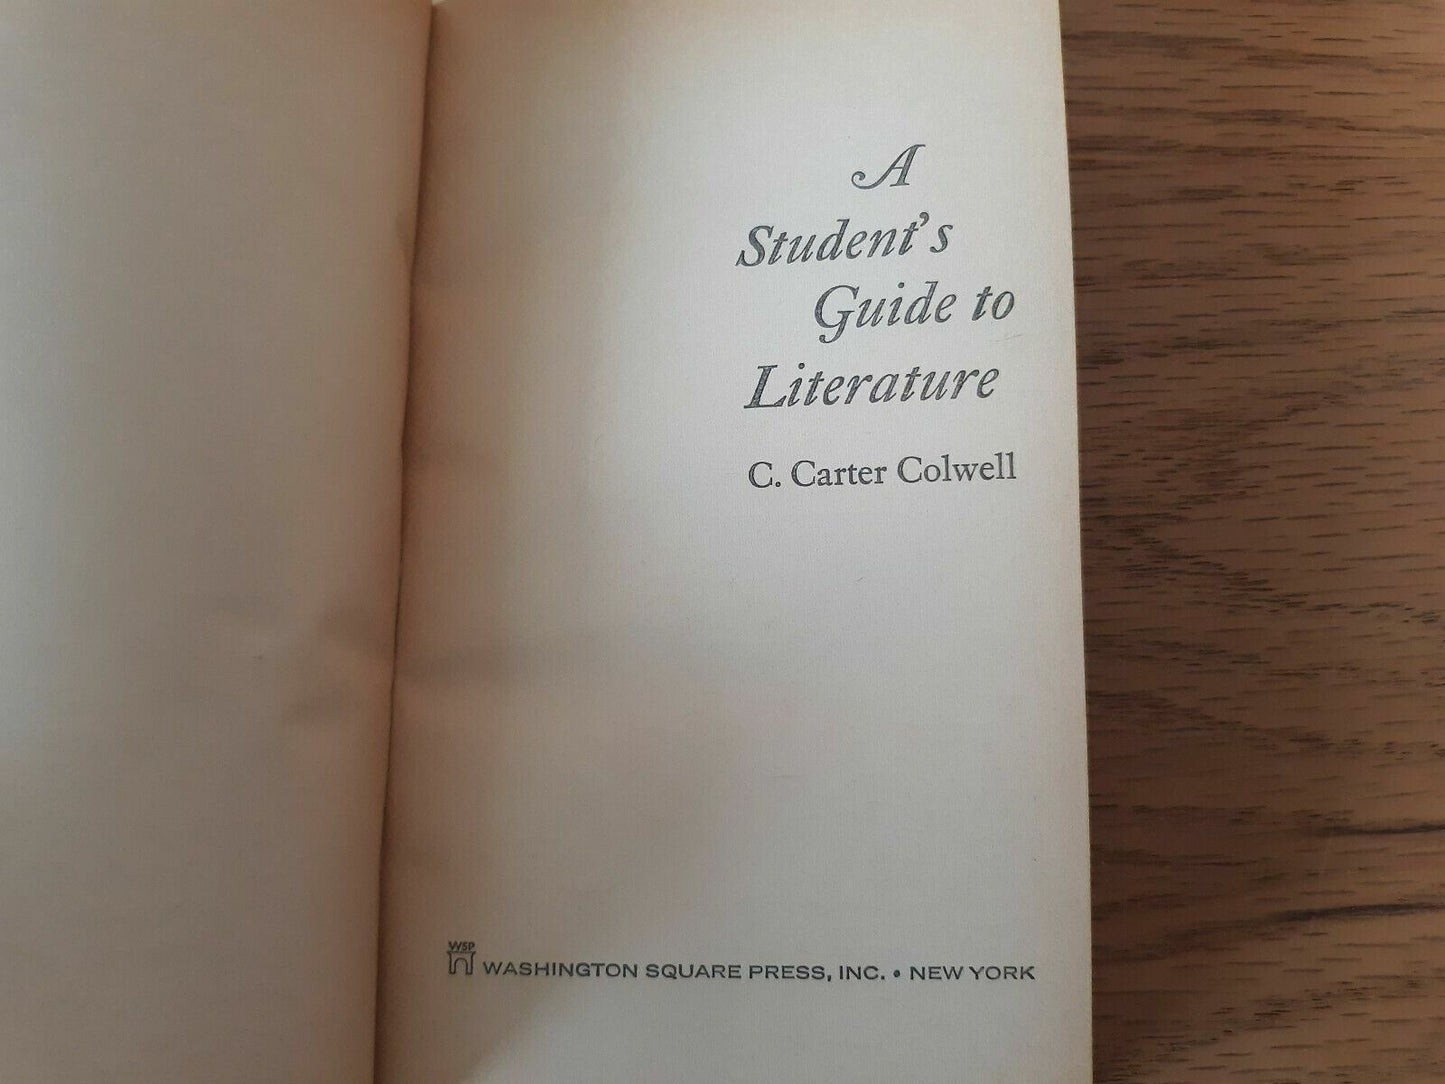 A
Student's
Guide to
Literature
C. Carter Colwell
WSP
WASHINGTON SQUARE PRESS, INC. • NEW YORK